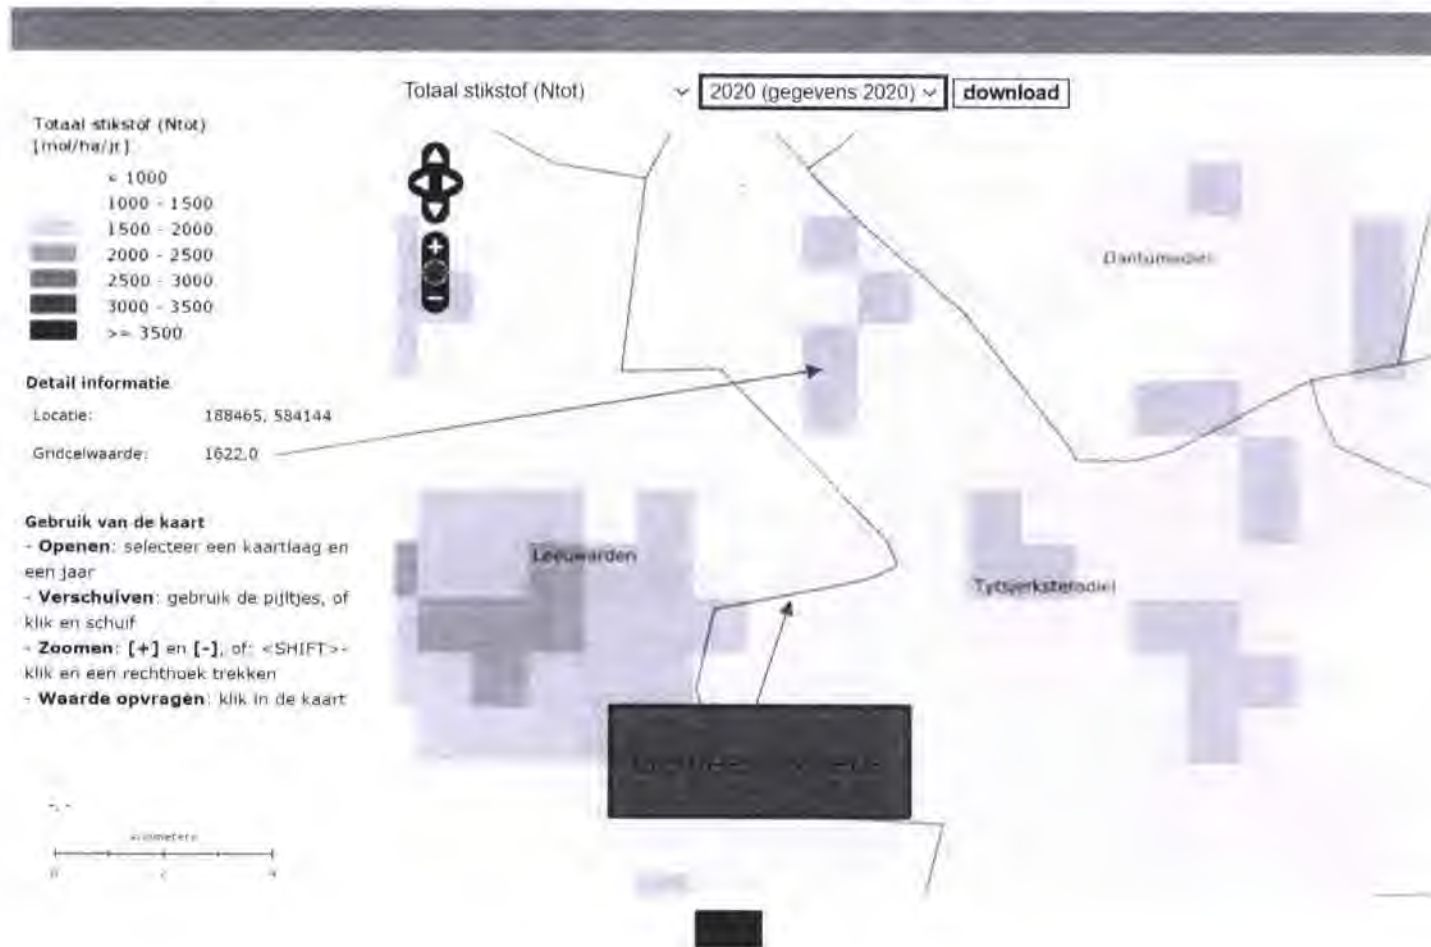 Totaal stikstof (Ntot)
2020 (gegevens 2020)
download
Totaal stikstof (Ntot)
[mol/ha/jr]
< 1000
1000 - 1500
1500 - 2000
2000 - 2500
2500 - 3000
3000 - 3500
>= 3500
Detail informatie
Locatie: 188465, 584144
Gridcelwaarde: 1622.0
Gebruik van de kaart
- Openen: selecteer een kaartlaag en
een jaar
- Verschuiven: gebruik de pijltjes, of
klik en schuif
- Zoomen: [+] en [-], of: <SHIFT>-
klik en een rechthoek trekken
- Waarde opvragen: klik in de kaart
-, -
kilometers
0
4
Dantumadiel
Leeuwarden
Tytsjerksteradiel